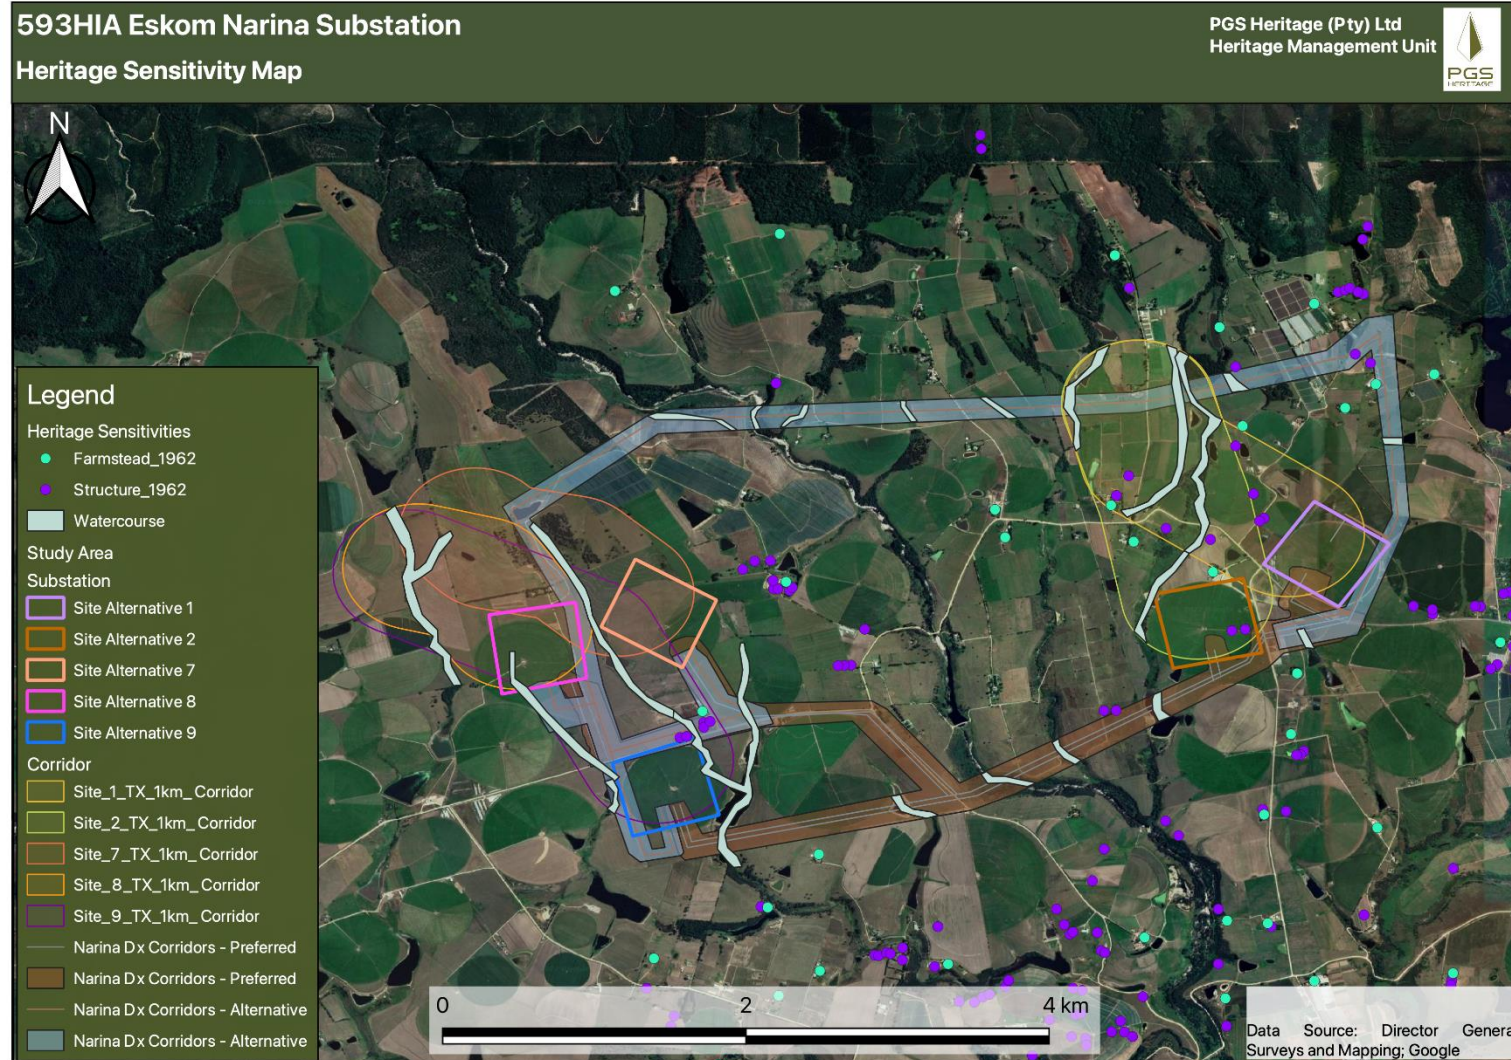 593HIA Eskom Narina Substation
Heritage Sensitivity Map
PGS Heritage (Pty) Ltd
Heritage Management Unit
PGS
HERITAGE
N
Legend
Heritage Sensitivities
Farmstead_1962
Structure_1962
Watercourse
Study Area
Substation
Site Alternative 1
Site Alternative 2
Site Alternative 7
Site Alternative 8
Site Alternative 9
Corridor
Site_1_TX_1km_Corridor
Site_2_TX_1km_Corridor
Site_7_TX_1km_Corridor
Site_8_TX_1km_Corridor
Site_9_TX_1km_Corridor
Narina Dx Corridors - Preferred
Narina Dx Corridors - Preferred
Narina Dx Corridors - Alternative
Narina Dx Corridors - Alternative
0 2 4 km
Data Source: Director Genera
Surveys and Mapping; Google